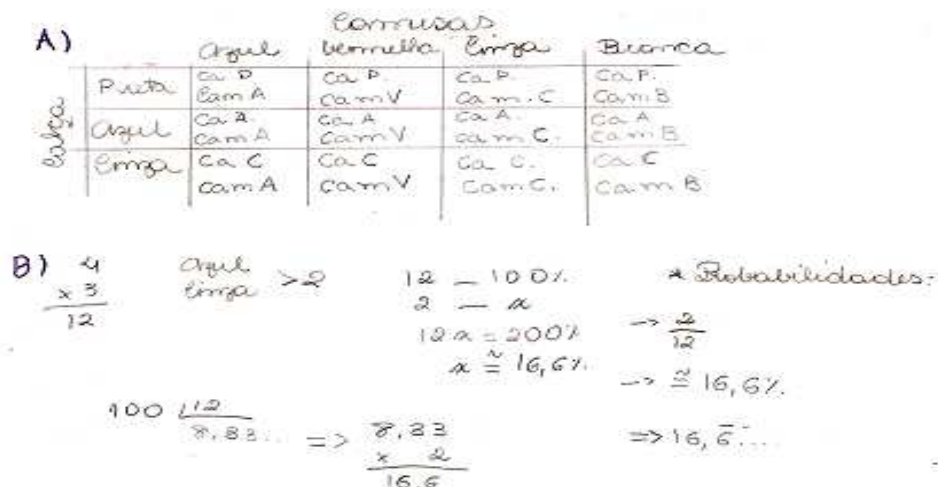 Camisas
A) azul vermelha cinza Branca
Calça
Preta Ca P Ca P. Ca P. Ca P.
Cam A Cam V Cam. C Cam B
azul Ca A. Ca A Ca A. Ca A
Cam A Cam V Cam C. Cam B
cinza Ca C Ca C Ca C. Ca C
Cam A Cam V Cam C. Cam B
B) 4 azul > 2 12 _ 100% * Probabilidades:
x 3 cinza 2 _ x
12 12x = 200% -> 2/12
x ≅ 16,6%. -> ≅ 16,6%.
100 12
8,33... => 8,33 => 16,6̄....
x 2
16,6